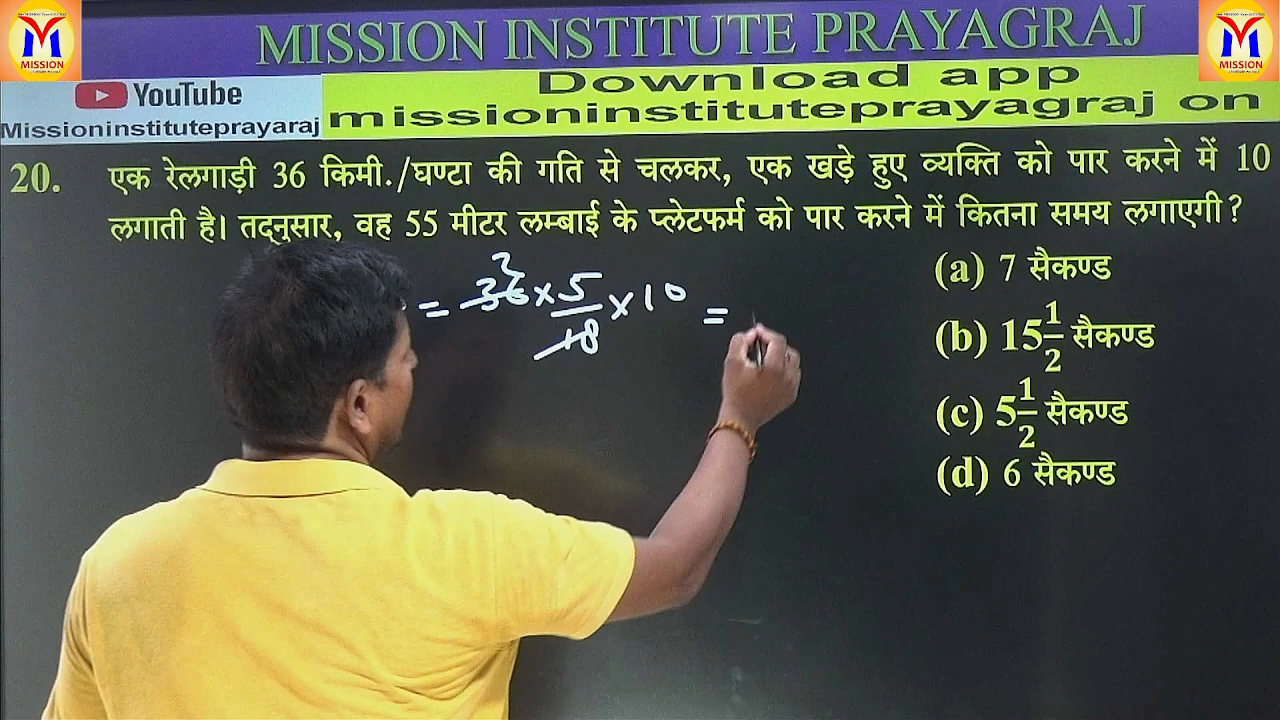 MISSION INSTITUTE PRAYAGRAJ
MISSION
MISSION
YouTube
Missioninstituteprayaraj
Download app
missioninstituteprayagraj on
20. एक रेलगाड़ी 36 किमी./घण्टा की गति से चलकर, एक खड़े हुए व्यक्ति को पार करने में 10
लगाती है। तद्नुसार, वह 55 मीटर लम्बाई के प्लेटफर्म को पार करने में कितना समय लगाएगी?
(a) 7 सैकण्ड
(b) 15 1/2 सैकण्ड
(c) 5 1/2 सैकण्ड
(d) 6 सैकण्ड
2
= 36 × 5/18 × 10 =